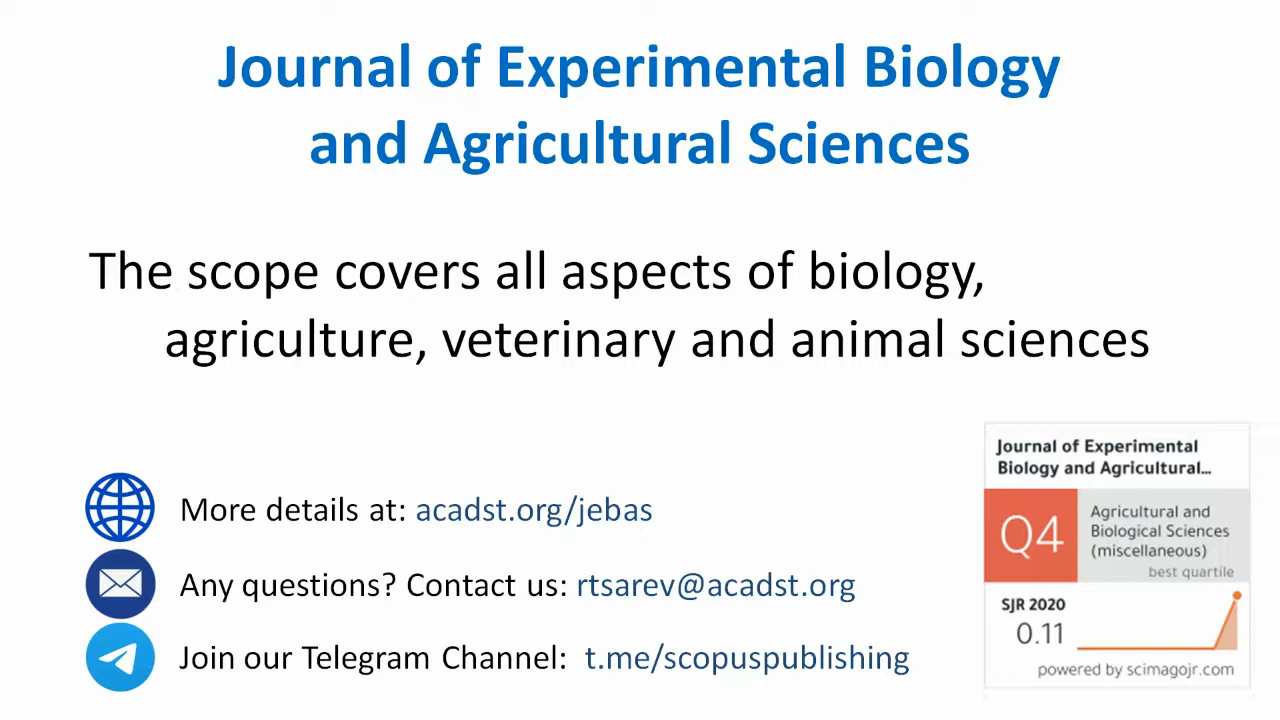 Journal of Experimental Biology
and Agricultural Sciences
The scope covers all aspects of biology,
agriculture, veterinary and animal sciences
More details at: acadst.org/jebas
Any questions? Contact us: rtsarev@acadst.org
Join our Telegram Channel: t.me/scopuspublishing
Journal of Experimental
Biology and Agricultural...
Q4
Agricultural and
Biological Sciences
(miscellaneous)
best quartile
SJR 2020
0.11
powered by scimagojr.com